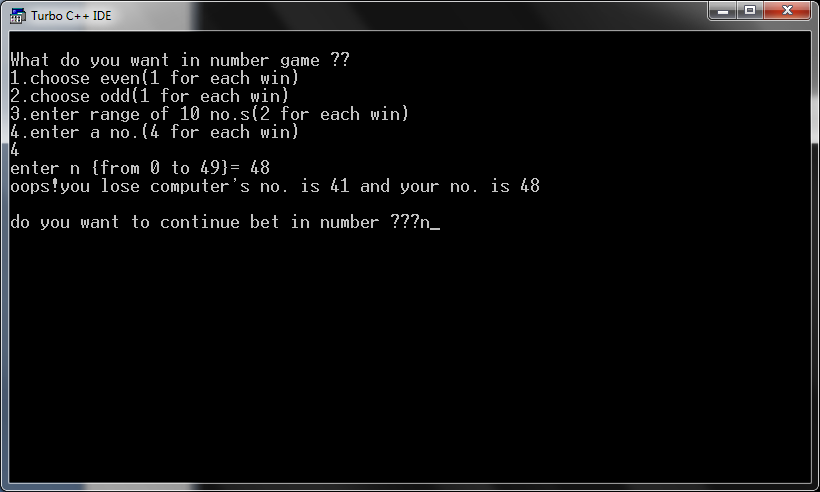 Turbo C++ IDE
What do you want in number game ??
1.choose even(1 for each win)
2.choose odd(1 for each win)
3.enter range of 10 no.s(2 for each win)
4.enter a no.(4 for each win)
4
enter n {from 0 to 49}= 48
oops!you lose computer's no. is 41 and your no. is 48
do you want to continue bet in number ???n_